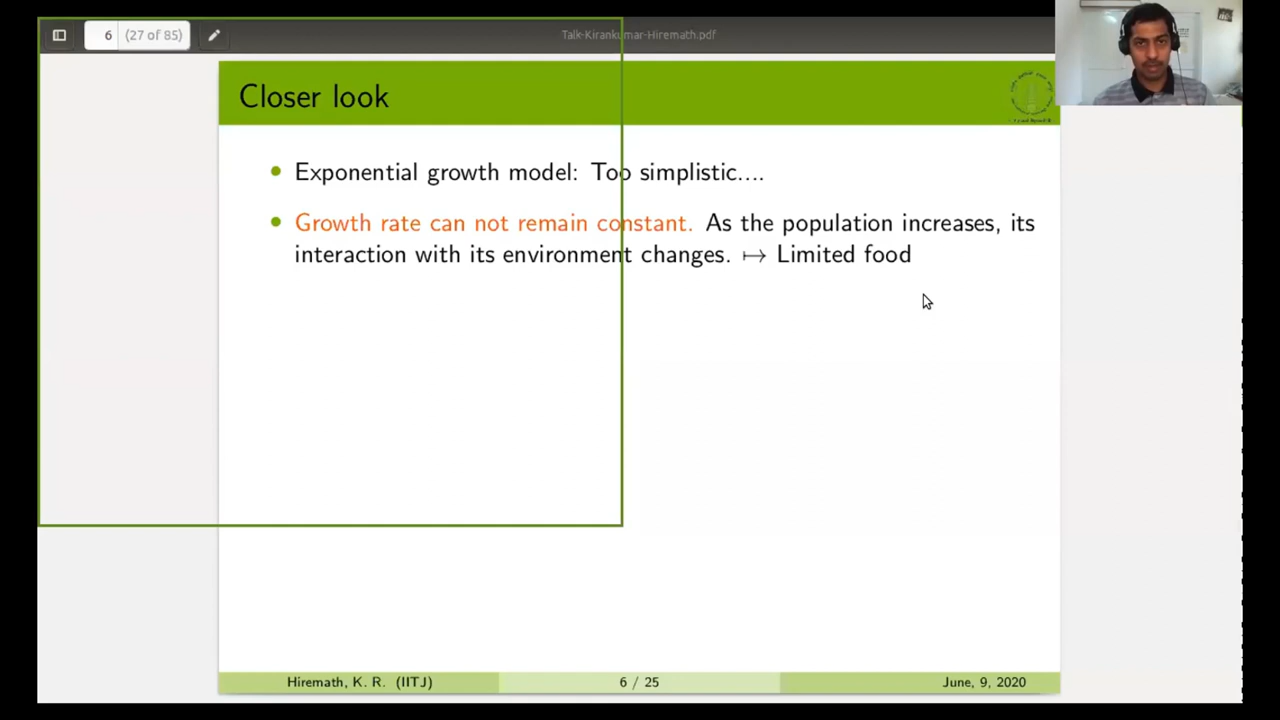 6 (27 of 85)
Talk-Kirankumar-Hiremath.pdf
Closer look
Exponential growth model: Too simplistic....
Growth rate can not remain constant. As the population increases, its
interaction with its environment changes. ↦ Limited food
Hiremath, K. R. (IITJ)
6 / 25
June, 9, 2020